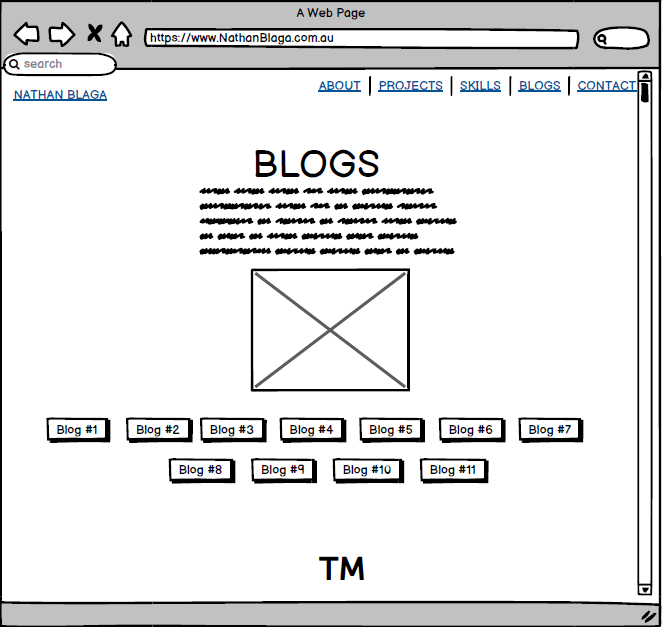 A Web Page
https://www.NathanBlaga.com.au
search
NATHAN BLAGA
ABOUT | PROJECTS | SKILLS | BLOGS | CONTACT
BLOGS
Blog #1 Blog #2 Blog #3 Blog #4 Blog #5 Blog #6 Blog #7
Blog #8 Blog #9 Blog #10 Blog #11
TM